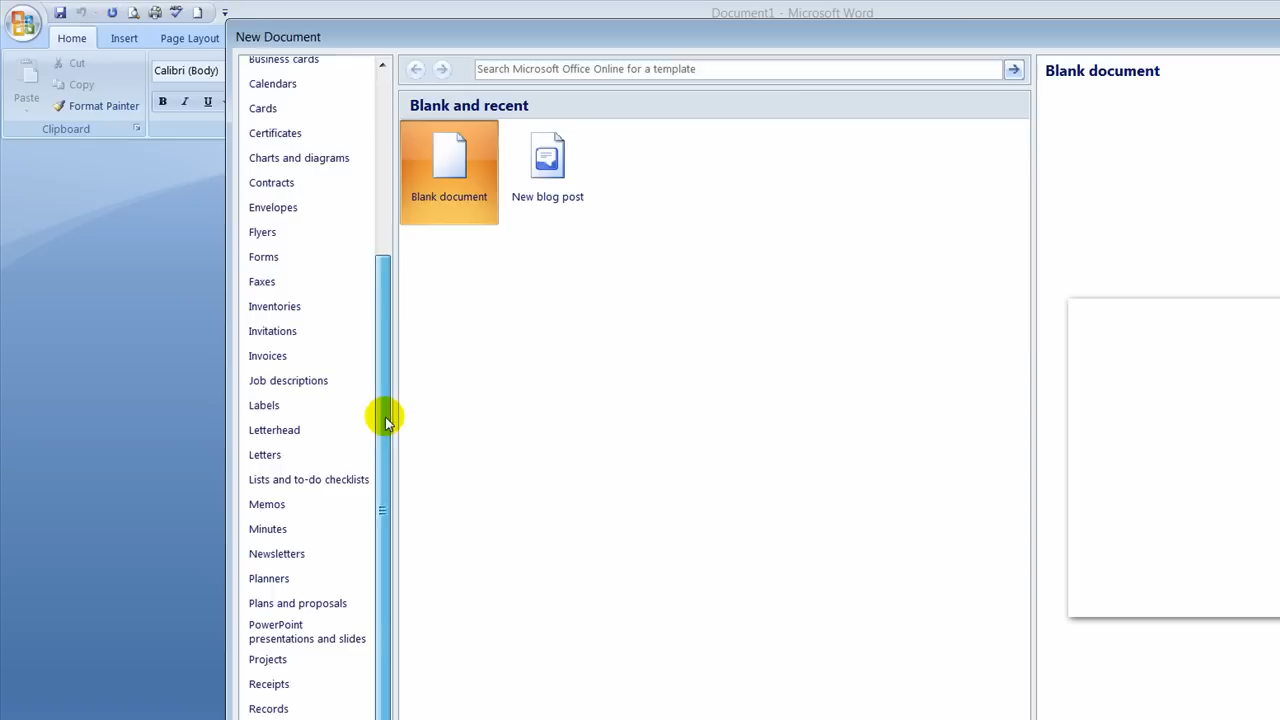 Document1 - Microsoft Word
Home
Insert
Page Layout
Cut
Copy
Paste
Format Painter
Clipboard
Calibri (Body)
B I U
New Document
Business cards
Calendars
Cards
Certificates
Charts and diagrams
Contracts
Envelopes
Flyers
Forms
Faxes
Inventories
Invitations
Invoices
Job descriptions
Labels
Letterhead
Letters
Lists and to-do checklists
Memos
Minutes
Newsletters
Planners
Plans and proposals
PowerPoint
presentations and slides
Projects
Receipts
Records
Search Microsoft Office Online for a template
Blank and recent
Blank document
New blog post
Blank document